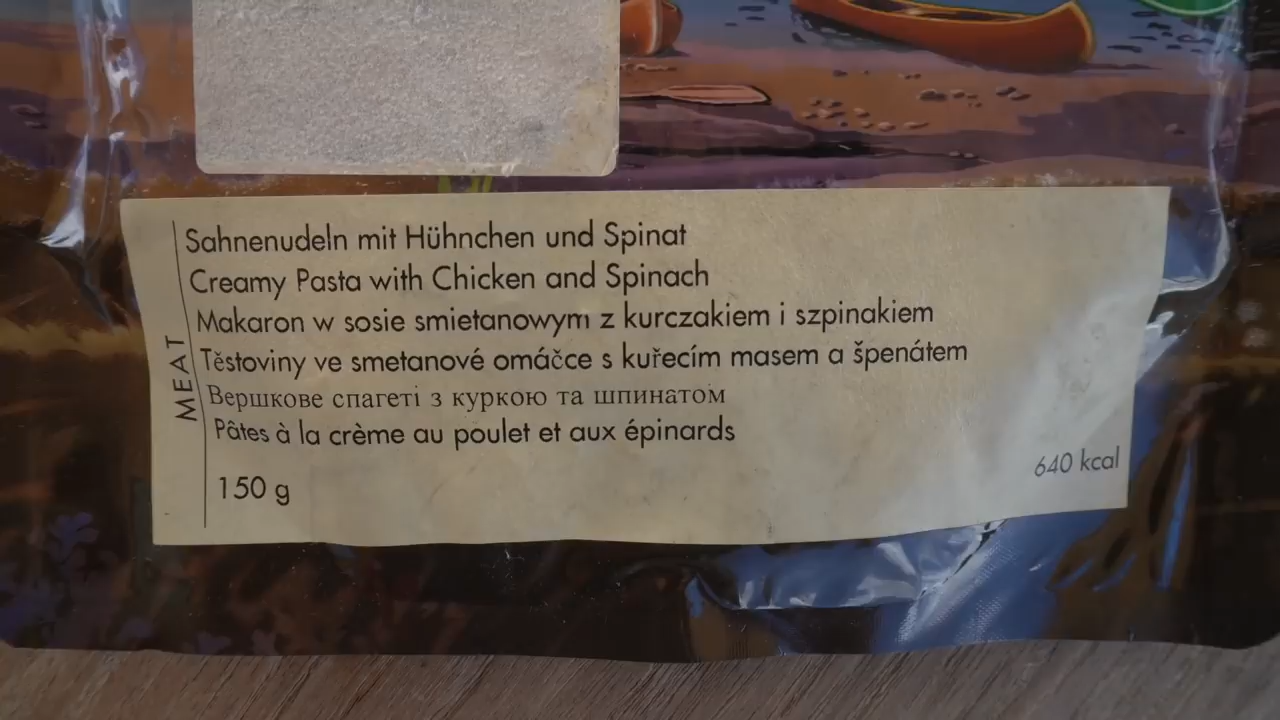 MEAT
Sahnenudeln mit Hühnchen und Spinat
Creamy Pasta with Chicken and Spinach
Makaron w sosie smietanowym z kurczakiem i szpinakiem
Těstoviny ve smetanové omáčce s kuřecím masem a špenátem
Вершкове спагеті з куркою та шпинатом
Pâtes à la crème au poulet et aux épinards
150 g
640 kcal